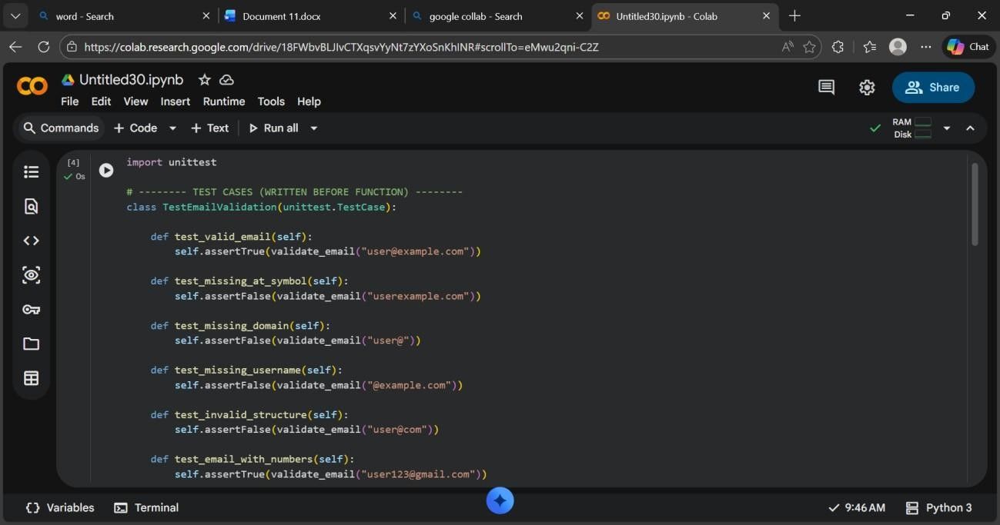 word - Search
Document 11.docx
google collab - Search
Untitled30.ipynb - Colab
https://colab.research.google.com/drive/18FWbvBLJIvCTXqsvYyNt7zYXoSnKhINR#scrollTo=eMwu2qni-C2Z
Chat
Untitled30.ipynb
File Edit View Insert Runtime Tools Help
Share
Commands + Code + Text Run all
RAM
Disk
[4]
0s
import unittest
# -------- TEST CASES (WRITTEN BEFORE FUNCTION) --------
class TestEmailValidation(unittest.TestCase):
def test_valid_email(self):
self.assertTrue(validate_email("user@example.com"))
def test_missing_at_symbol(self):
self.assertFalse(validate_email("userexample.com"))
def test_missing_domain(self):
self.assertFalse(validate_email("user@"))
def test_missing_username(self):
self.assertFalse(validate_email("@example.com"))
def test_invalid_structure(self):
self.assertFalse(validate_email("user@com"))
def test_email_with_numbers(self):
self.assertTrue(validate_email("user123@gmail.com"))
{} Variables Terminal
9:46 AM Python 3